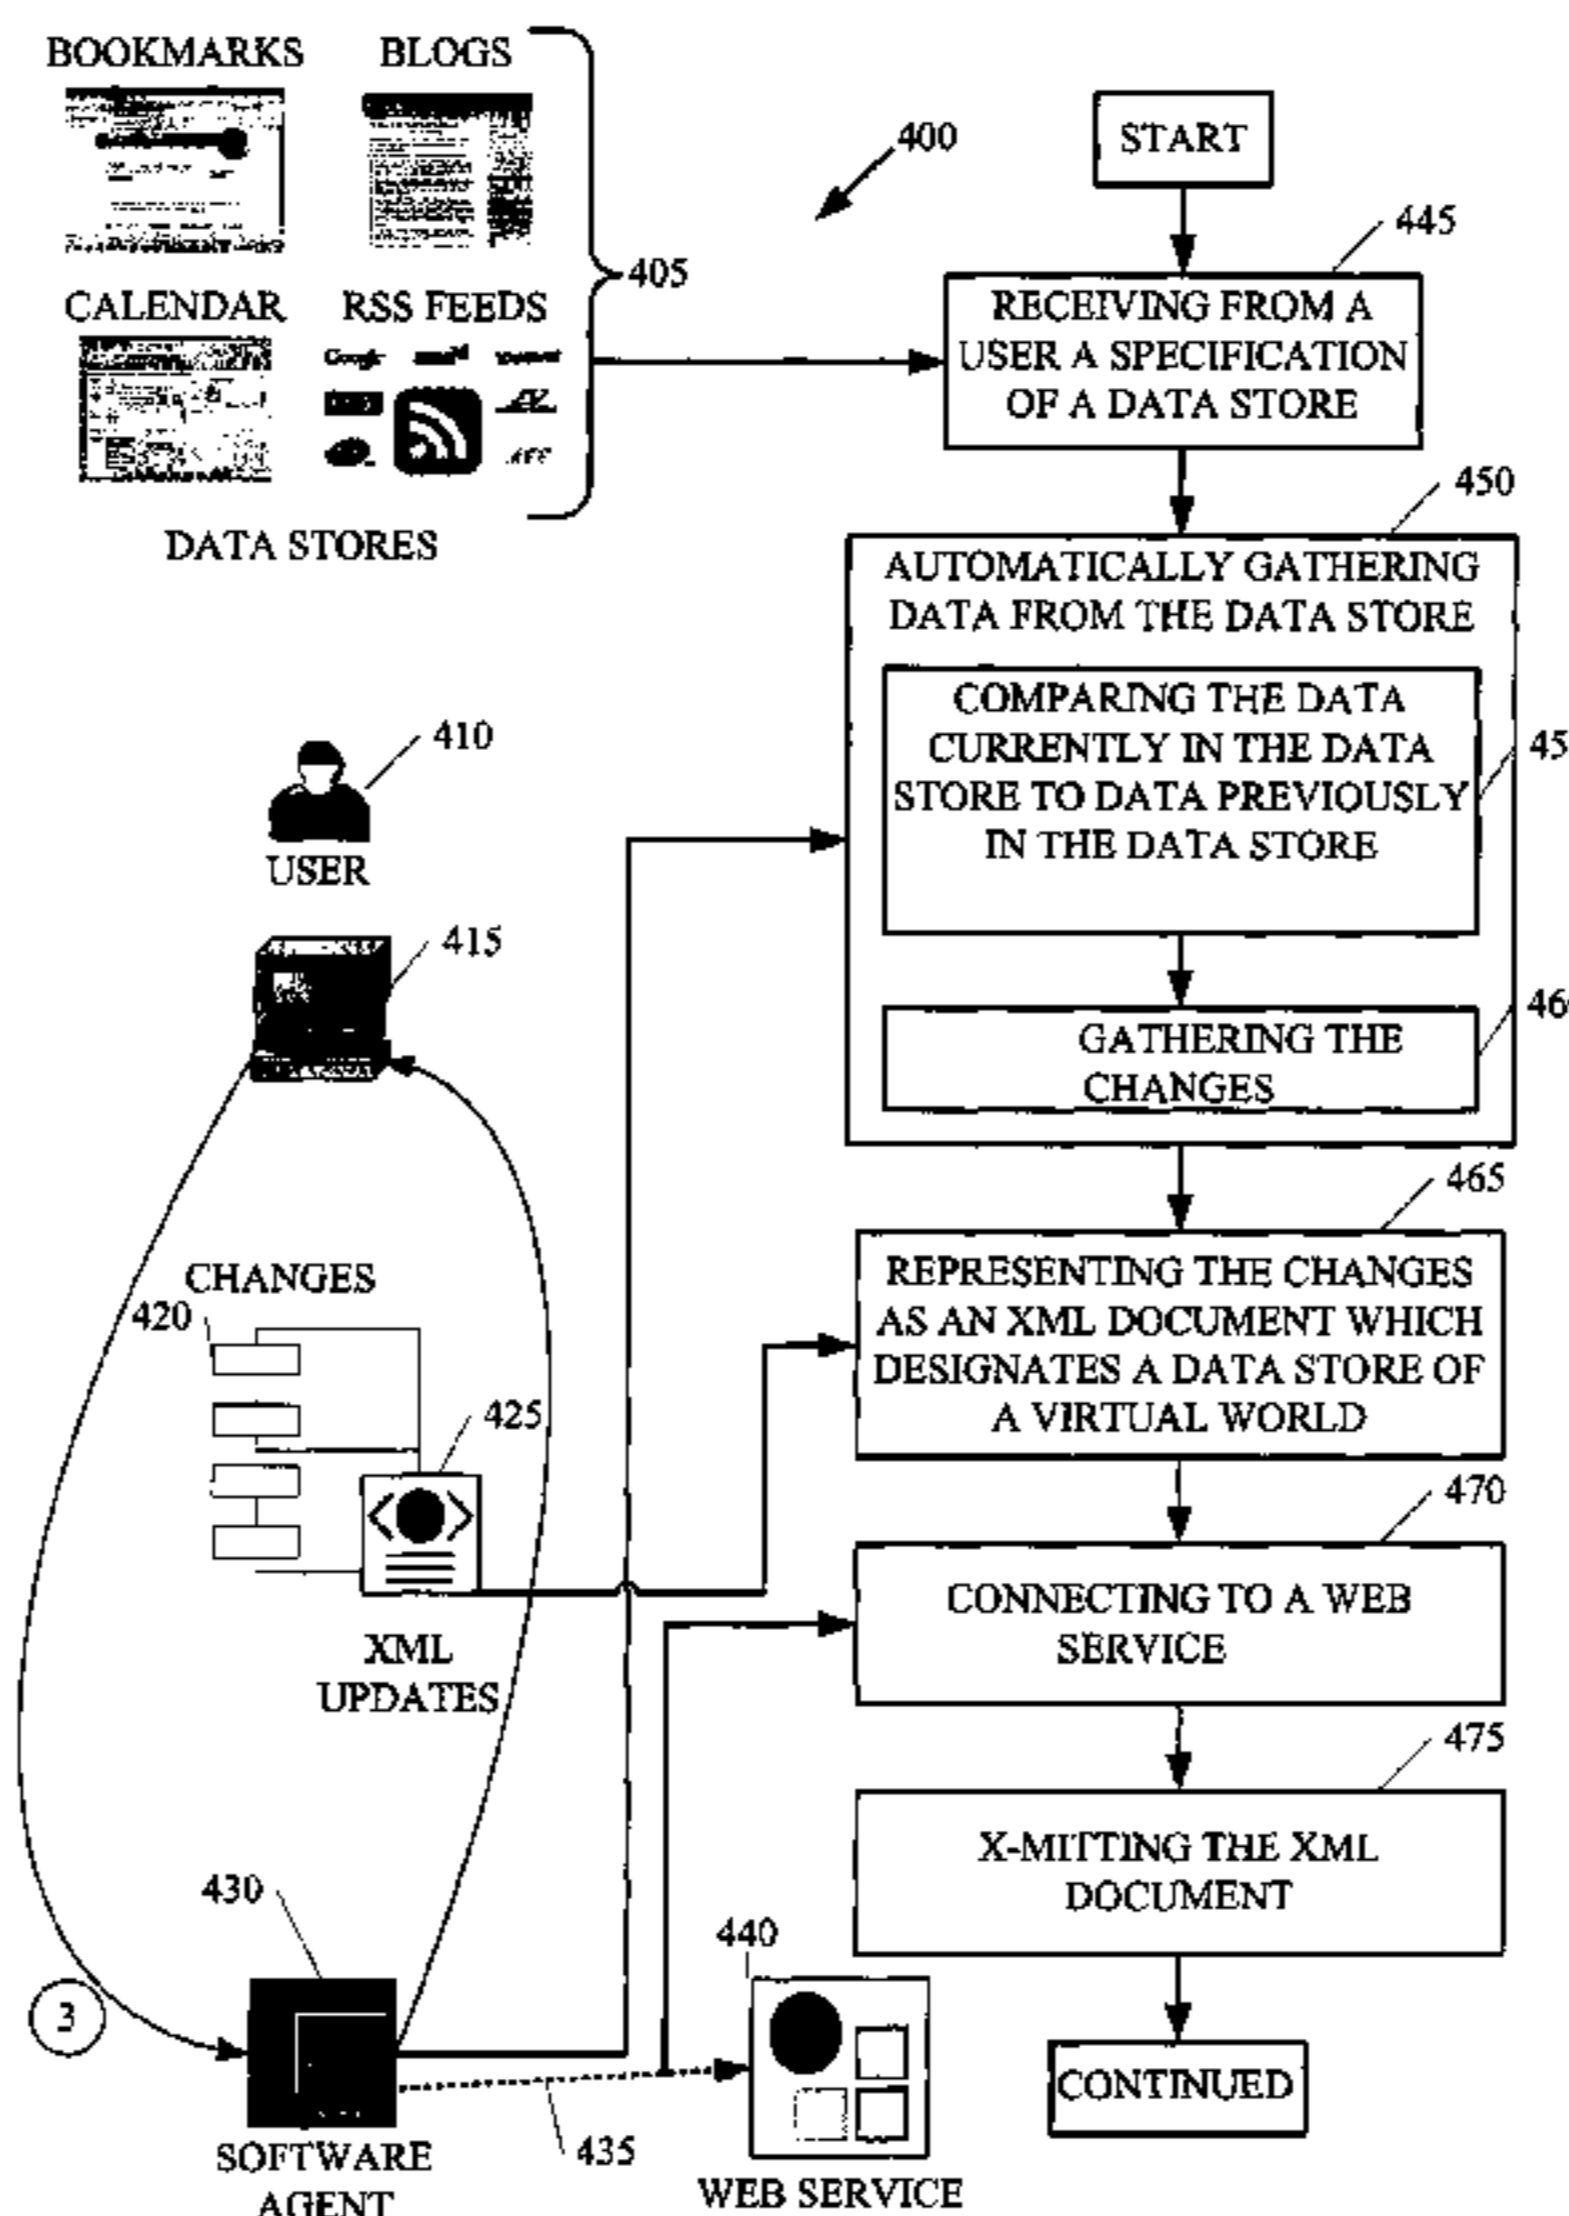 BOOKMARKS
BLOGS
CALENDAR
RSS FEEDS
Google
DATA STORES
405
400
START
445
RECEIVING FROM A
USER A SPECIFICATION
OF A DATA STORE
450
AUTOMATICALLY GATHERING
DATA FROM THE DATA STORE
COMPARING THE DATA
CURRENTLY IN THE DATA
STORE TO DATA PREVIOUSLY
IN THE DATA STORE
45
GATHERING THE
CHANGES
46
410
USER
415
CHANGES
420
425
XML
UPDATES
465
REPRESENTING THE CHANGES
AS AN XML DOCUMENT WHICH
DESIGNATES A DATA STORE OF
A VIRTUAL WORLD
470
CONNECTING TO A WEB
SERVICE
475
X-MITTING THE XML
DOCUMENT
CONTINUED
430
3
SOFTWARE
AGENT
435
440
WEB SERVICE